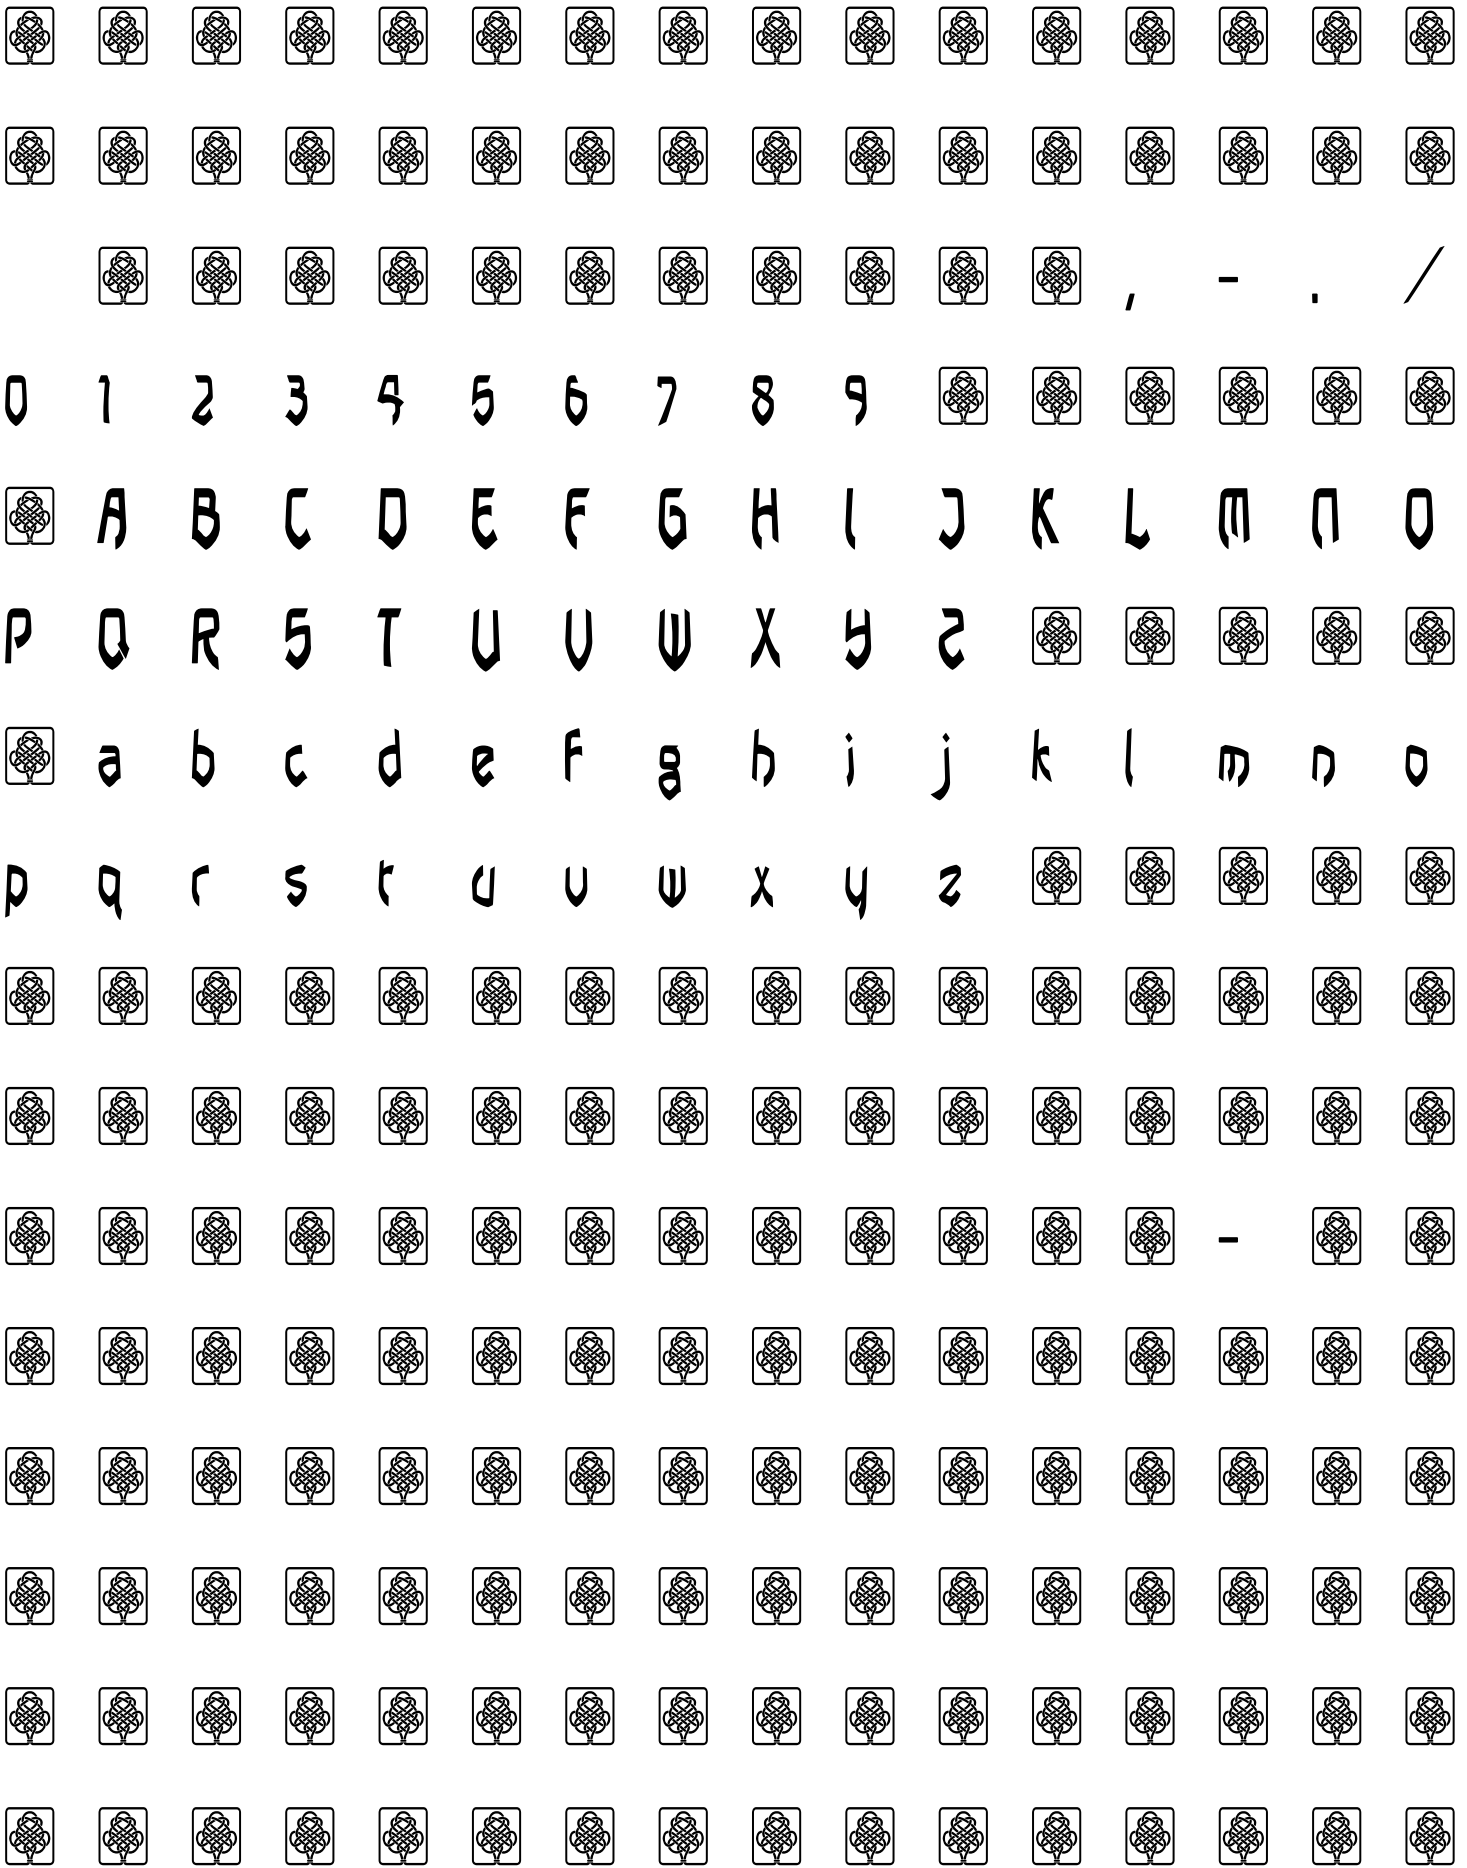 , - . /
0 1 2 3 4 5 6 7 8 9
A B C D E F G H I J K L M N O
P Q R S T U V W X Y Z
a b c d e f g h i j k l m n o
p q r s t u v w x y z
-